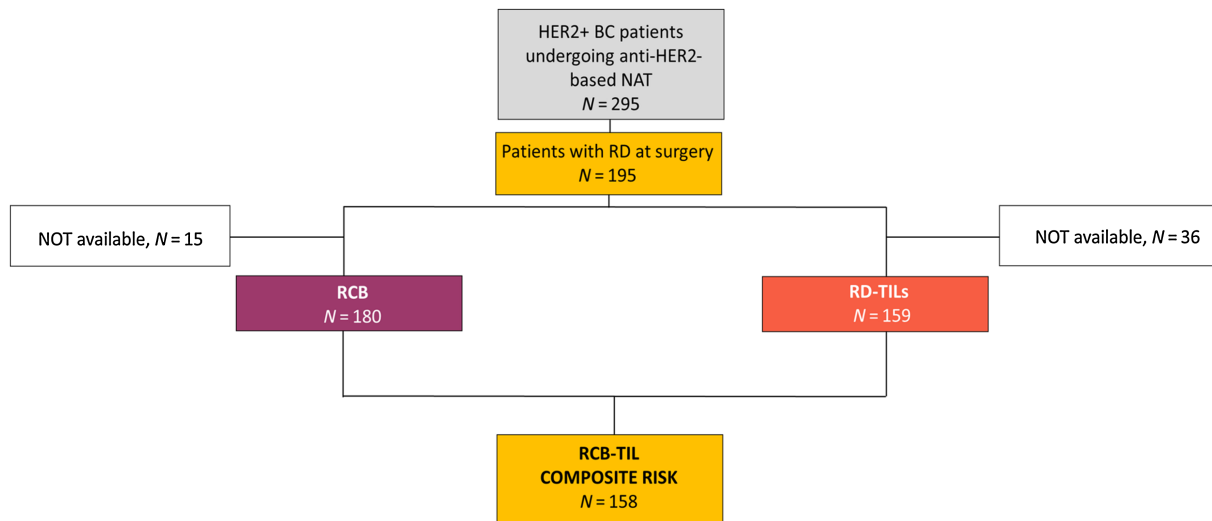 HER2+ BC patients
undergoing anti-HER2-
based NAT
N = 295
Patients with RD at surgery
N = 195
NOT available, N = 15
NOT available, N = 36
RCB
N = 180
RD-TILs
N = 159
RCB-TIL
COMPOSITE RISK
N = 158